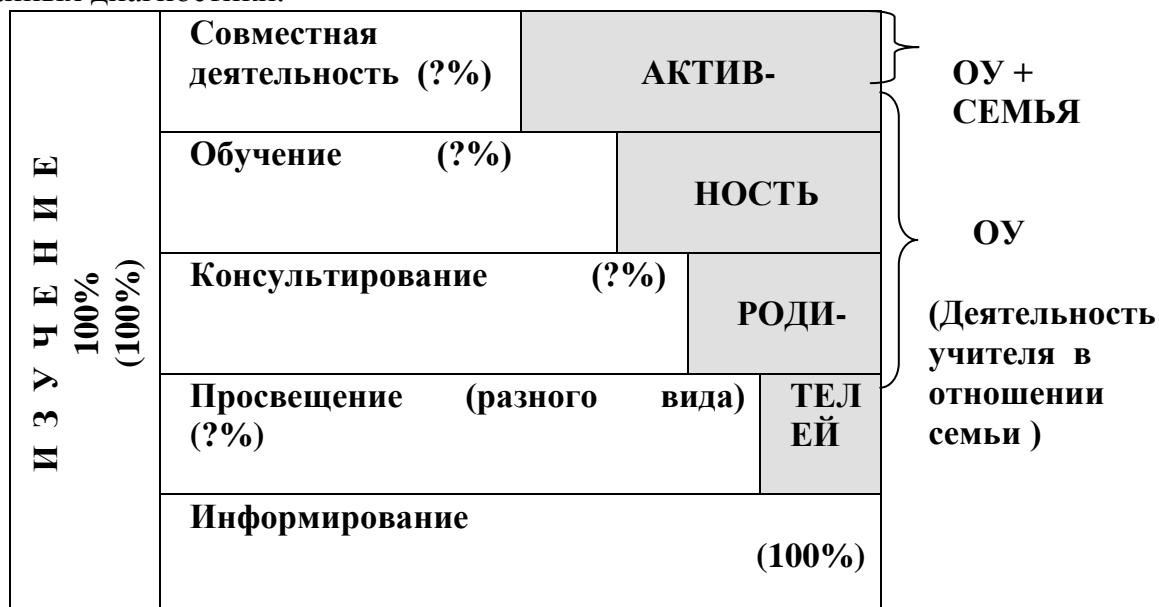 Совместная
деятельность (?%)
АКТИВ-
ОУ +
СЕМЬЯ
Обучение (?%)
НОСТЬ
ОУ
Консультирование (?%)
РОДИ-
(Деятельность
учителя в
отношении
семьи )
Просвещение (разного вида)
(?%)
ТЕЛ
ЕЙ
Информирование
(100%)
И З У Ч Е Н И Е
100%
(100%)